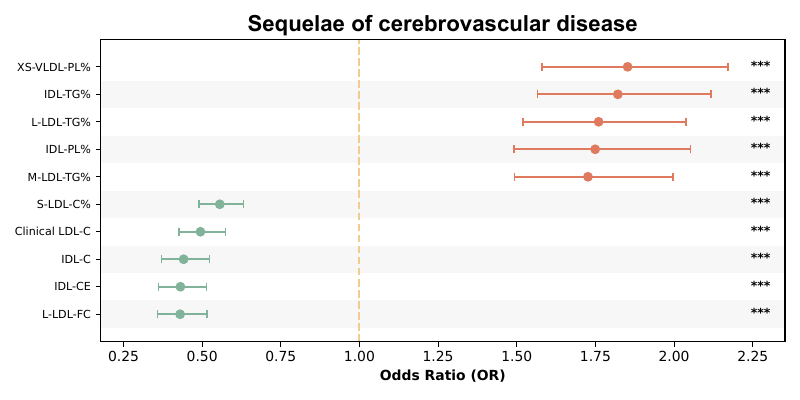 Sequelae of cerebrovascular disease
XS-VLDL-PL% ***
IDL-TG% ***
L-LDL-TG% ***
IDL-PL% ***
M-LDL-TG% ***
S-LDL-C% ***
Clinical LDL-C ***
IDL-C ***
IDL-CE ***
L-LDL-FC ***
0.25 0.50 0.75 1.00 1.25 1.50 1.75 2.00 2.25
Odds Ratio (OR)